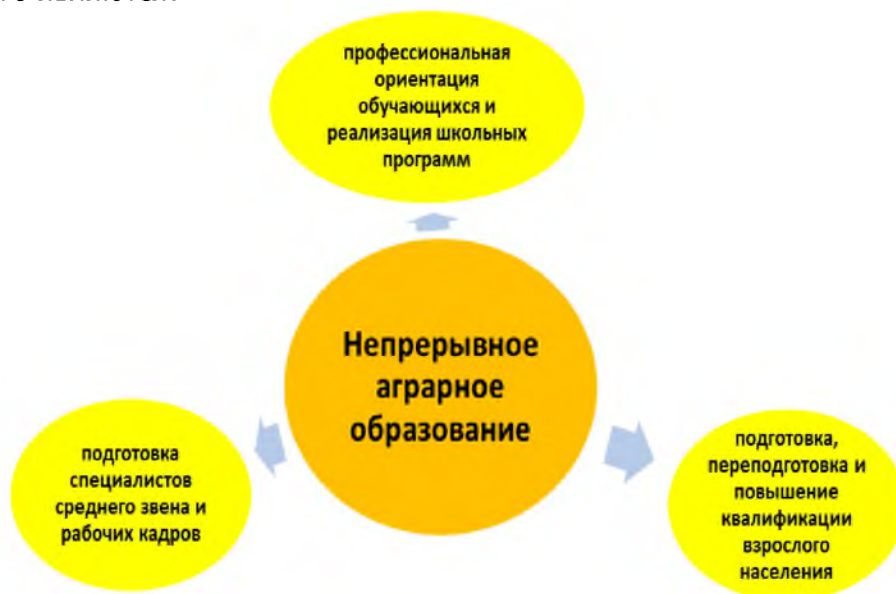 профессиональная
ориентация
обучающихся и
реализация школьных
программ
Непрерывное
аграрное
образование
подготовка
специалистов
среднего звена и
рабочих кадров
подготовка,
переподготовка и
повышение
квалификации
взрослого
населения